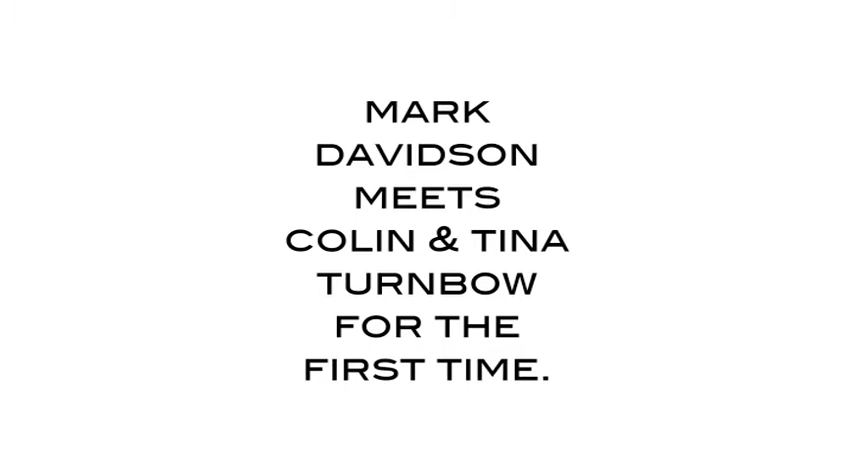 MARK
DAVIDSON
MEETS
COLIN & TINA
TURNBOW
FOR THE
FIRST TIME.